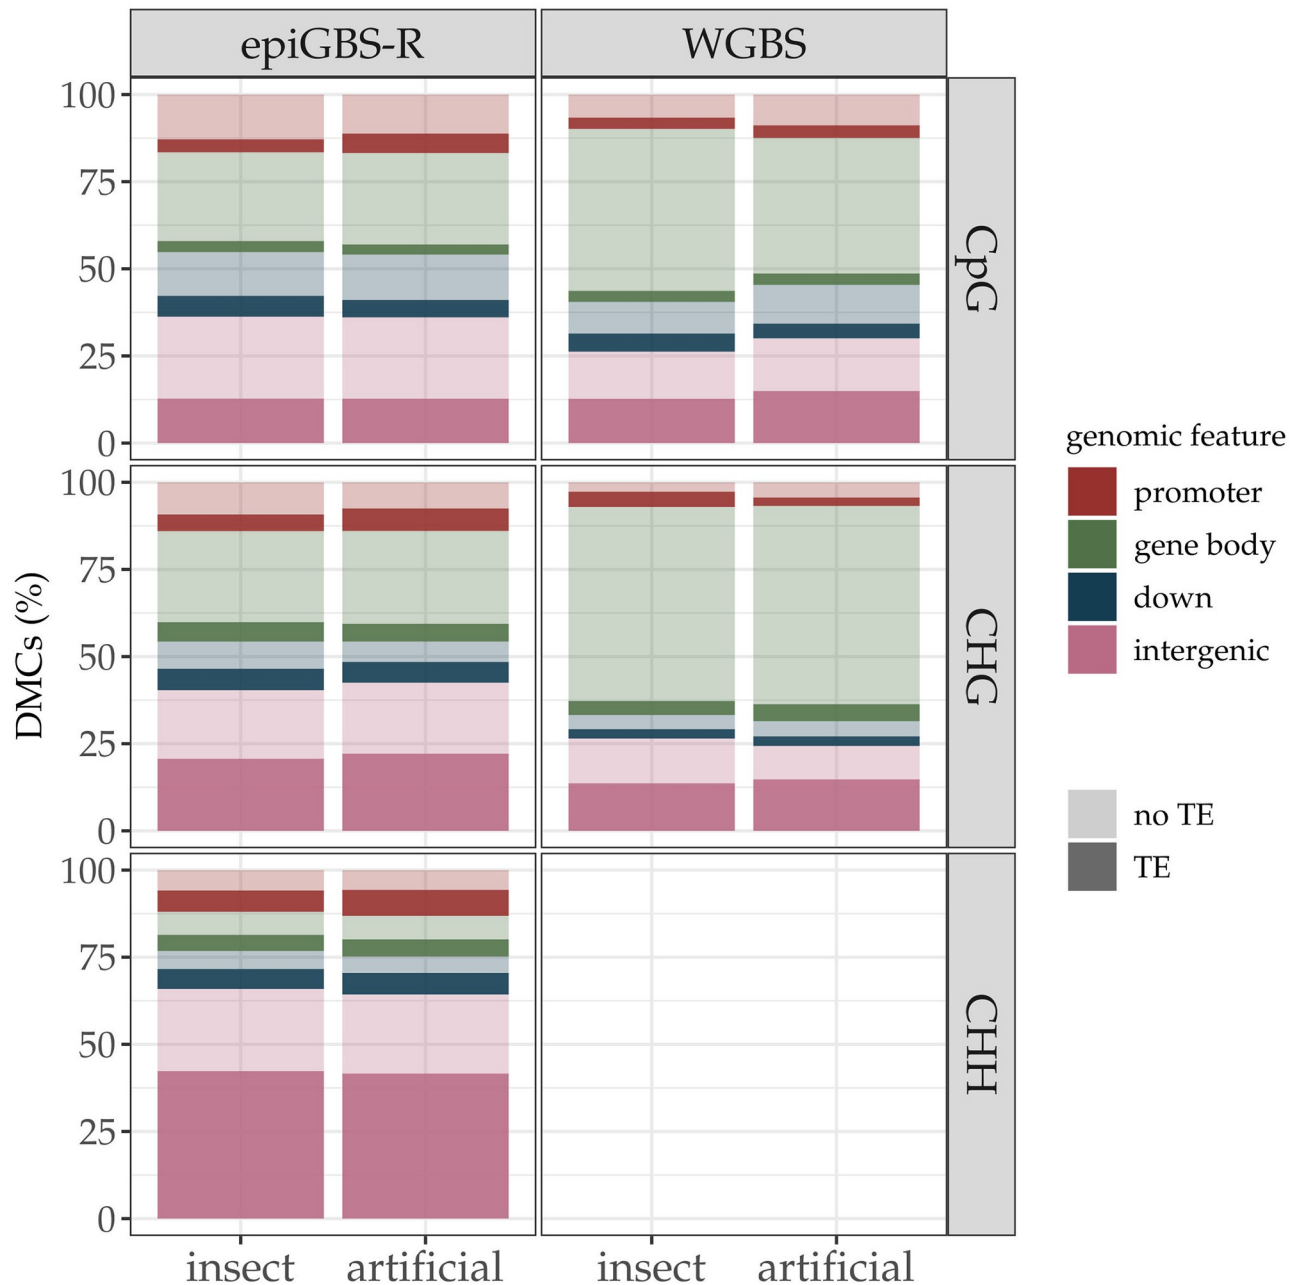 epiGBS-R
WGBS
100
75
50
25
0
CpG
100
75
50
25
0
CHG
100
75
50
25
0
CHH
DMCs (%)
insect
artificial
insect
artificial
genomic feature
promoter
gene body
down
intergenic
no TE
TE